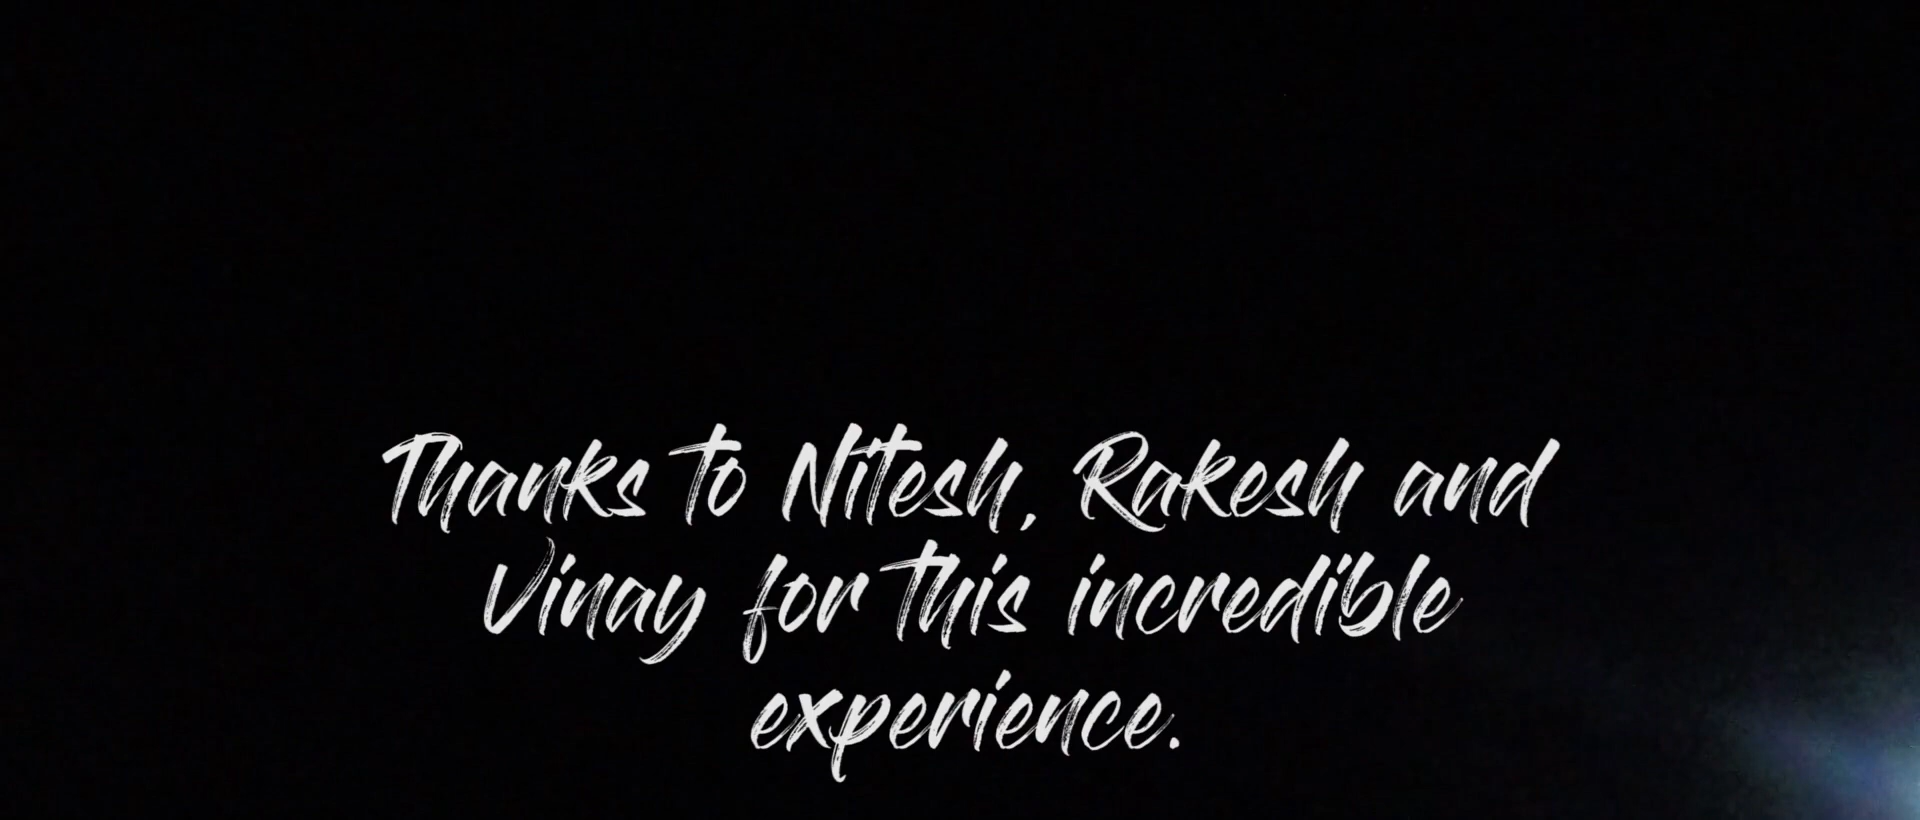 Thanks to Nitesh, Rakesh and
Vinay for this incredible
experience.